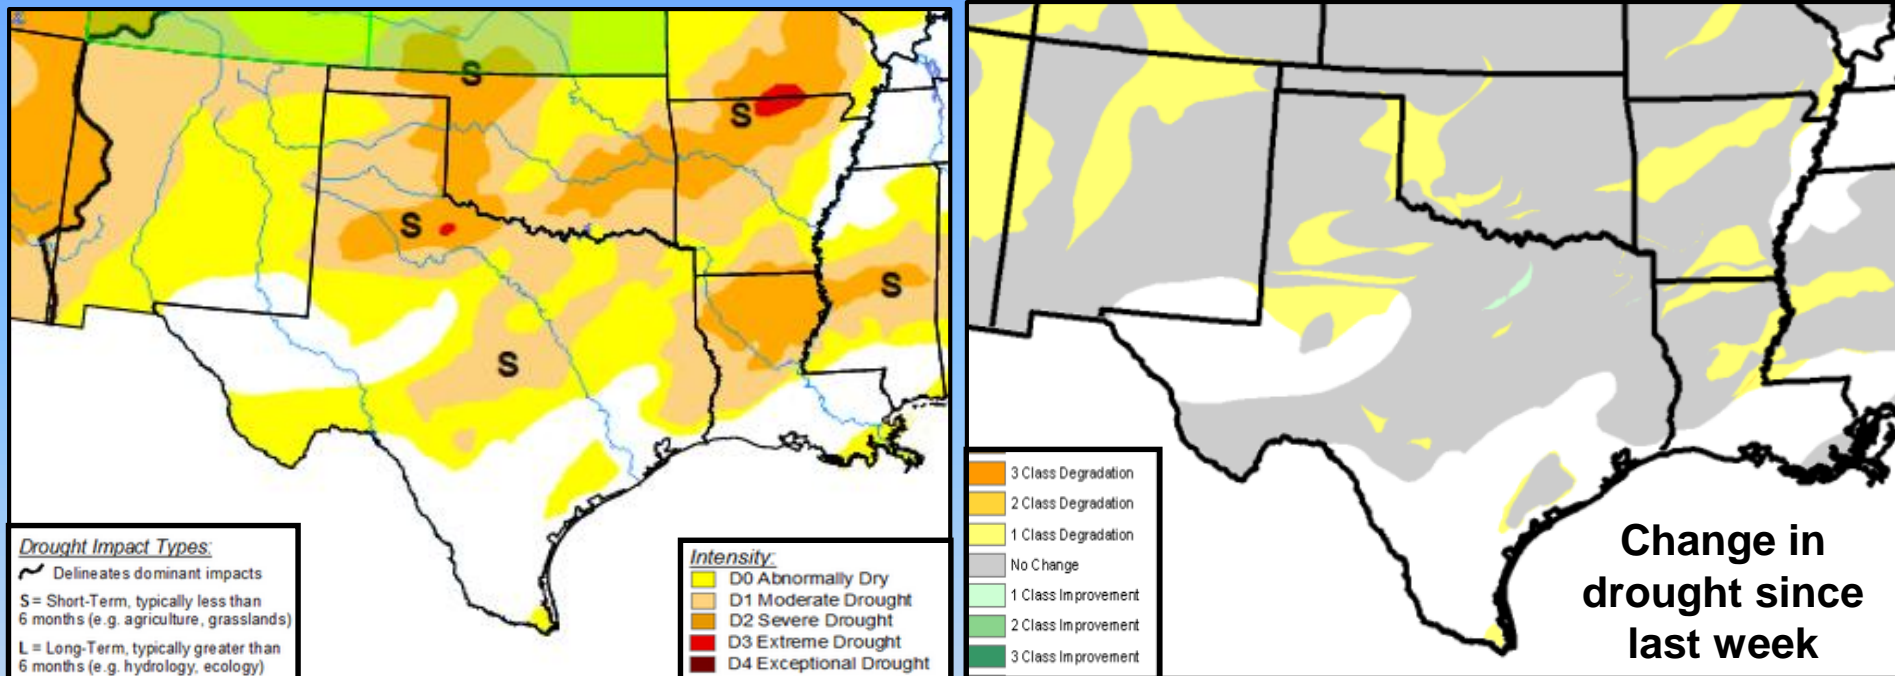 S
S
S
S
S
Drought Impact Types:
Delineates dominant impacts
S = Short-Term, typically less than
6 months (e.g. agriculture, grasslands)
L = Long-Term, typically greater than
6 months (e.g. hydrology, ecology)
Intensity:
D0 Abnormally Dry
D1 Moderate Drought
D2 Severe Drought
D3 Extreme Drought
D4 Exceptional Drought
3 Class Degradation
2 Class Degradation
1 Class Degradation
No Change
1 Class Improvement
2 Class Improvement
3 Class Improvement
Change in
drought since
last week